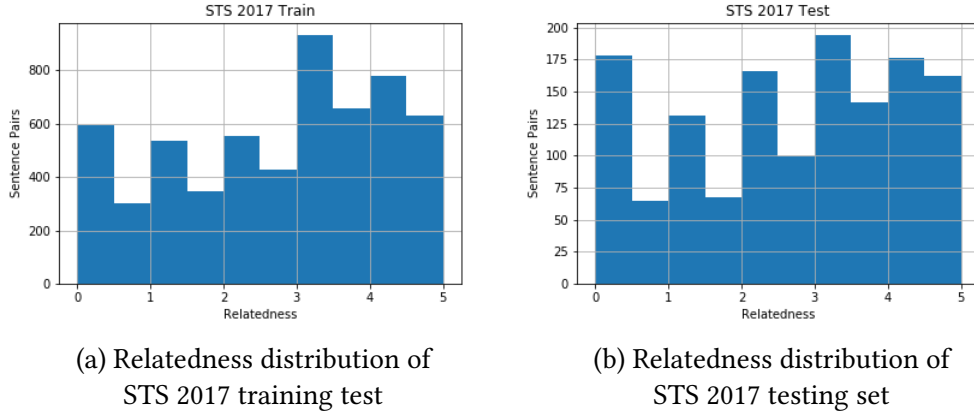 STS 2017 Train
800
600
400
200
0
Sentence Pairs
0 1 2 3 4 5
Relatedness
(a) Relatedness distribution of
STS 2017 training test
STS 2017 Test
200
175
150
125
100
75
50
25
0
Sentence Pairs
0 1 2 3 4 5
Relatedness
(b) Relatedness distribution of
STS 2017 testing set